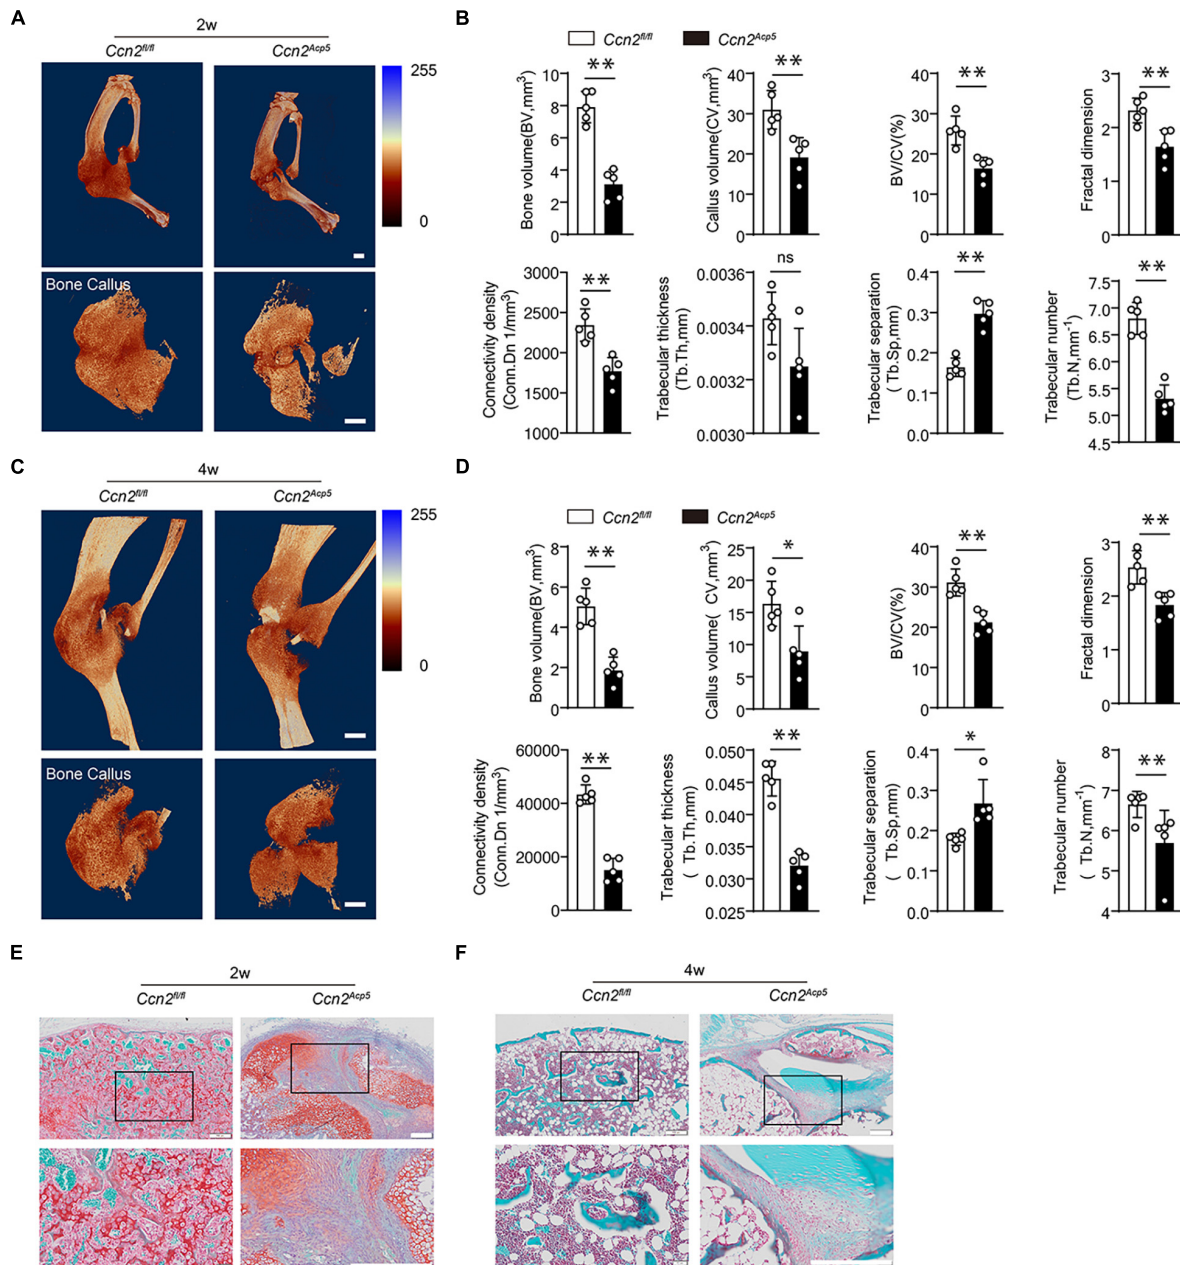 A
2w
Ccn2fl/fl
Ccn2Acp5
255
0
Bone Callus
B
Ccn2fl/fl
Ccn2Acp5
Bone volume(BV,mm3)
10
8
6
4
2
0
**
Callus volume(CV,mm3)
40
30
20
10
0
**
BV/CV(%)
40
30
20
10
0
**
Fractal dimension
3
2
1
0
**
Connectivity density
(Conn.Dn 1/mm3)
3000
2500
2000
1500
1000
**
Trabecular thickness
(Tb.Th,mm)
0.0036
0.0034
0.0032
0.0030
ns
Trabecular separation
( Tb.Sp,mm)
0.4
0.3
0.2
0.1
0.0
**
Trabecular number
(Tb.N,mm-1)
7.5
7.0
6.5
6.0
5.5
5.0
4.5
**
C
4w
Ccn2fl/fl
Ccn2Acp5
255
0
Bone Callus
D
Ccn2fl/fl
Ccn2Acp5
Bone volume(BV,mm3)
8
6
4
2
0
**
Callus volume( CV,mm3)
25
20
15
10
5
0
*
BV/CV(%)
40
30
20
10
0
**
Fractal dimension
3
2
1
0
**
Connectivity density
(Conn.Dn 1/mm3)
60000
40000
20000
0
**
Trabecular thickness
( Tb.Th,mm)
0.050
0.045
0.040
0.035
0.030
0.025
**
Trabecular separation
( Tb.Sp,mm)
0.4
0.3
0.2
0.1
0.0
*
Trabecular number
( Tb.N,mm-1)
8
7
6
5
4
**
E
2w
Ccn2fl/fl
Ccn2Acp5
F
4w
Ccn2fl/fl
Ccn2Acp5